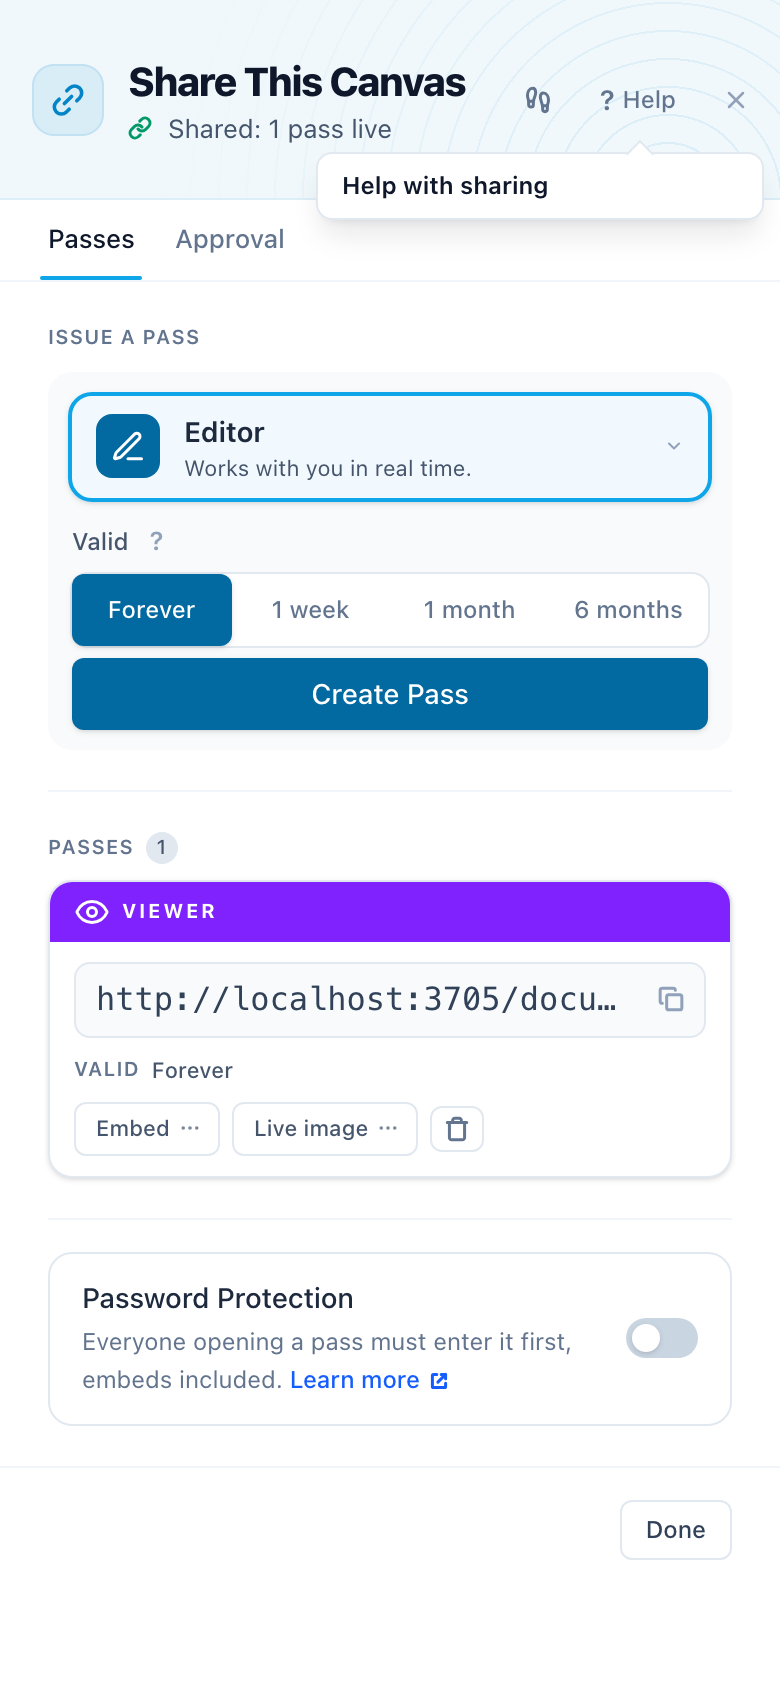 Share This Canvas
Shared: 1 pass live
? Help
Help with sharing
Passes
Approval
ISSUE A PASS
Editor
Works with you in real time.
Valid ?
Forever
1 week
1 month
6 months
Create Pass
PASSES 1
VIEWER
http://localhost:3705/docu…
VALID Forever
Embed ···
Live image ···
Password Protection
Everyone opening a pass must enter it first,
embeds included. Learn more
Done